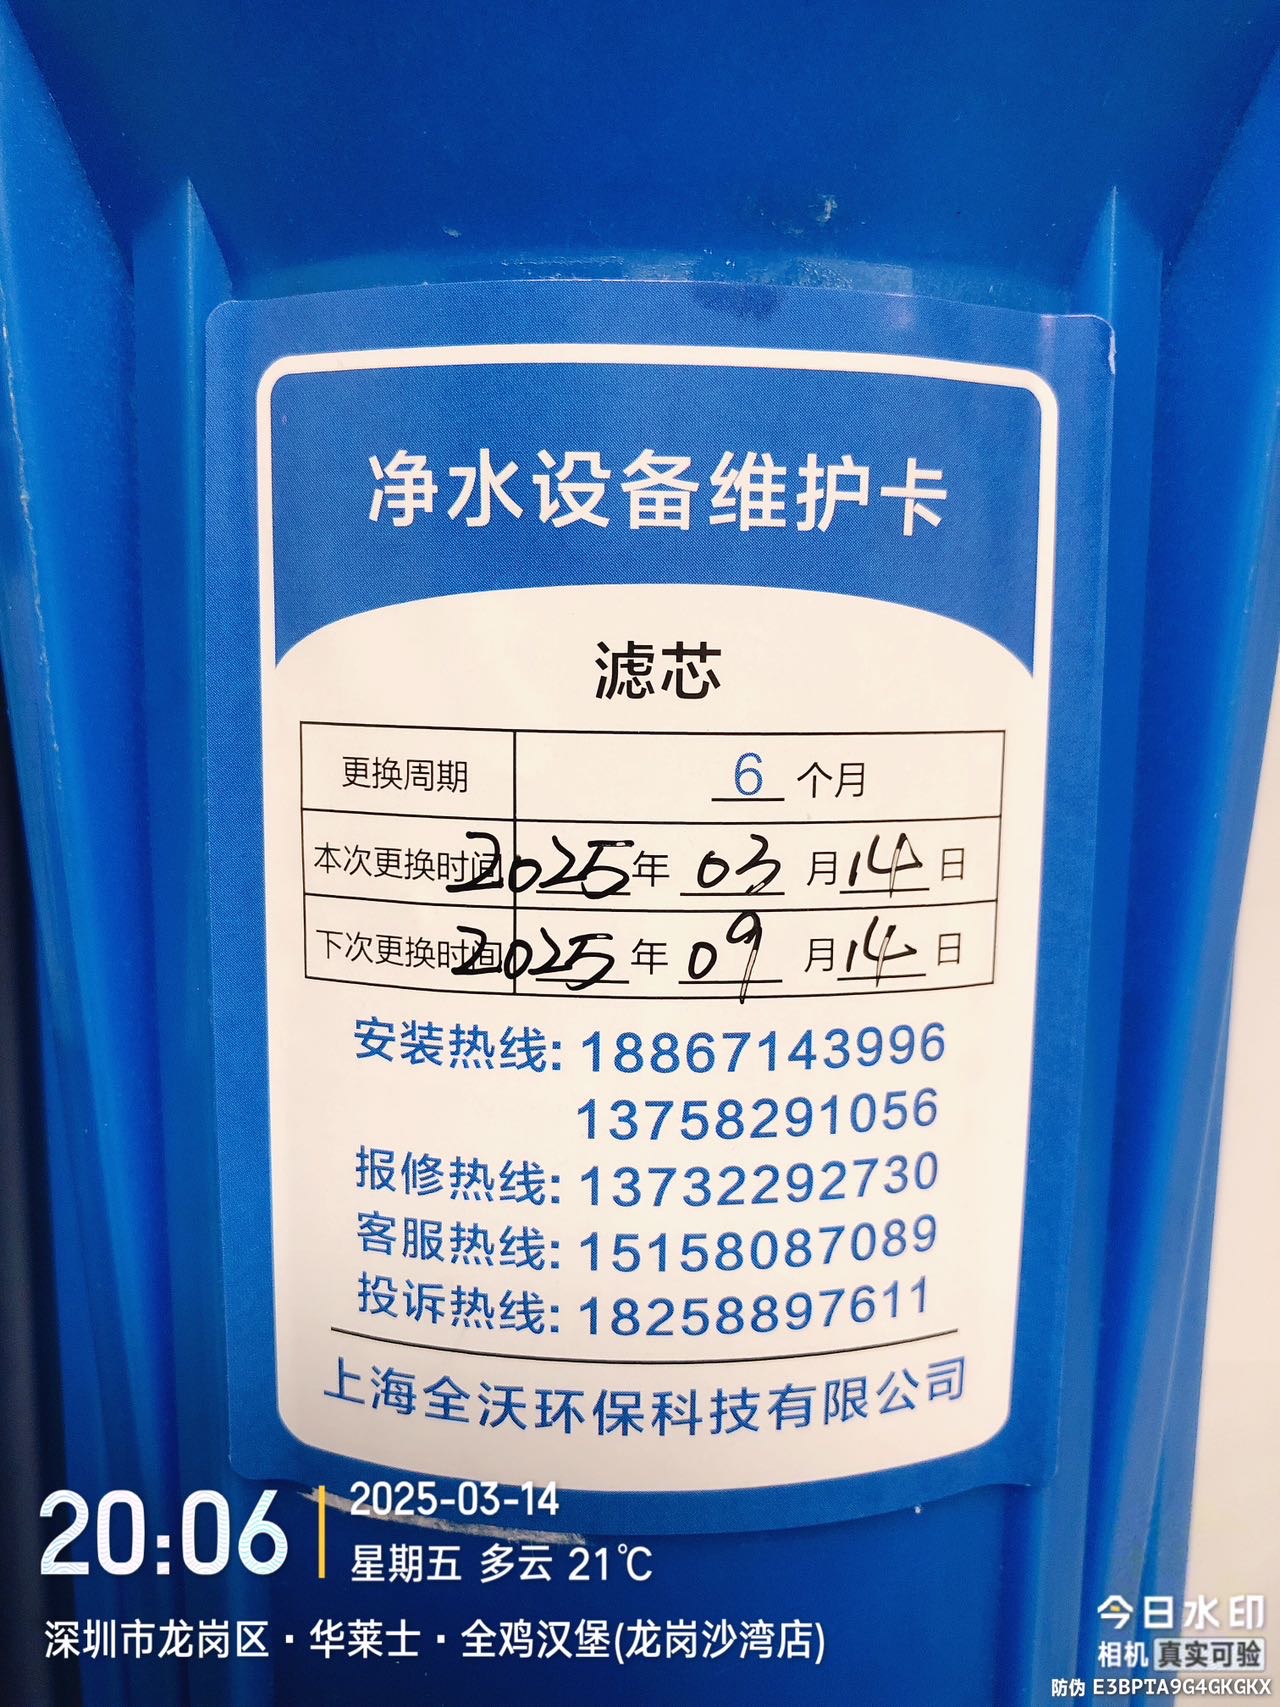 净水设备维护卡
滤芯
更换周期 6 个月
本次更换时间 2025 年 03 月 14 日
下次更换时间 2025 年 09 月 14 日
安装热线: 18867143996
13758291056
报修热线: 13732292730
客服热线: 15158087089
投诉热线: 18258897611
上海全沃环保科技有限公司
20:06
2025-03-14
星期五 多云 21℃
深圳市龙岗区·华莱士·全鸡汉堡(龙岗沙湾店)
今日水印
相机 真实可验
防伪 E3BPTA9G4GKGKX